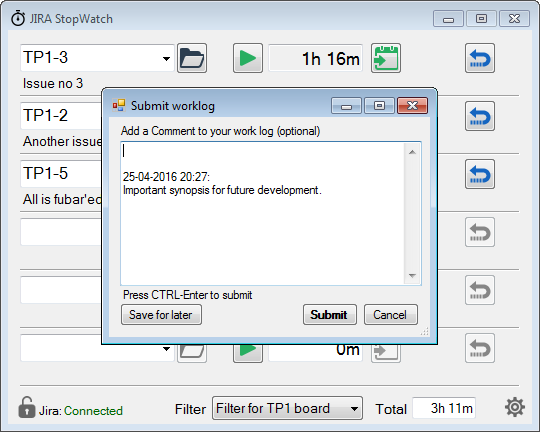 JIRA StopWatch
TP1-3
1h 16m
Issue no 3
TP1-2
Another issue
TP1-5
All is fubar'ed
Submit worklog
Add a Comment to your work log (optional)
25-04-2016 20:27:
Important synopsis for future development.
Press CTRL-Enter to submit
Save for later
Submit
Cancel
0m
Jira: Connected
Filter
Filter for TP1 board
Total
3h 11m